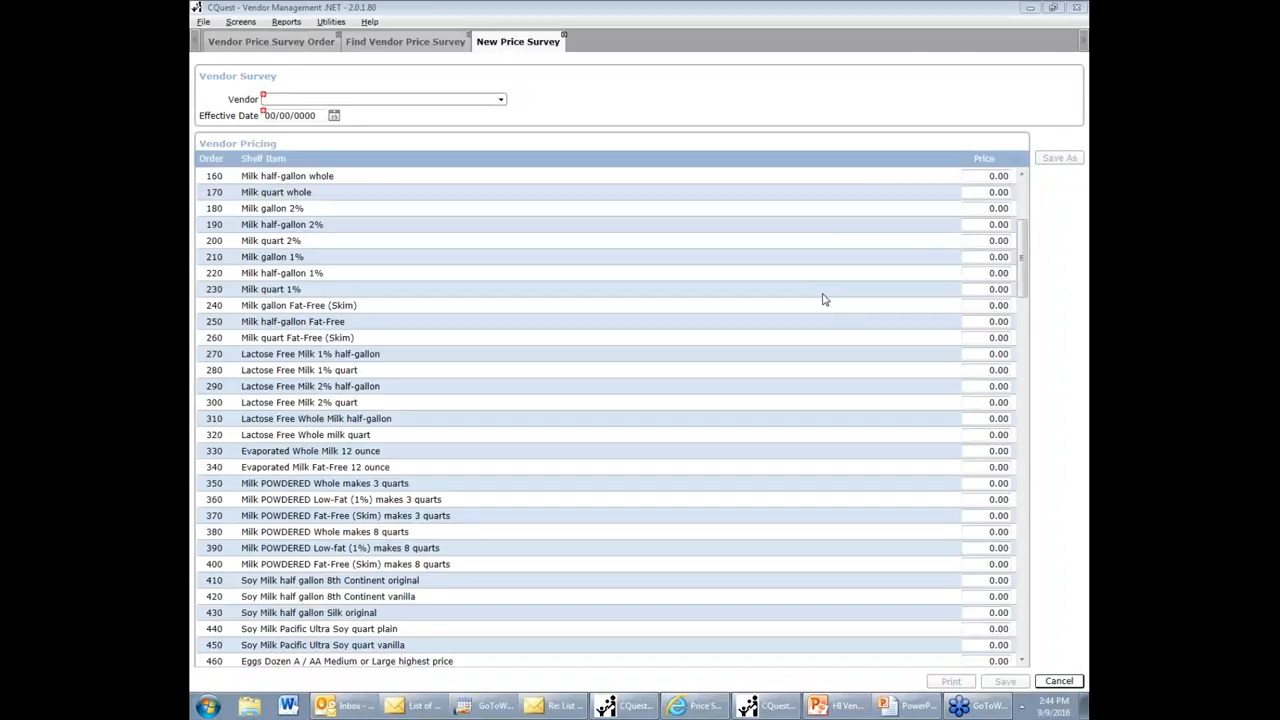 CQuest - Vendor Management .NET - 2.0.1.80
File Screens Reports Utilities Help
Vendor Price Survey Order Find Vendor Price Survey New Price Survey
Vendor Survey
Vendor
Effective Date 00/00/0000
Vendor Pricing
Order Shelf Item Price
Save As
160 Milk half-gallon whole 0.00
170 Milk quart whole 0.00
180 Milk gallon 2% 0.00
190 Milk half-gallon 2% 0.00
200 Milk quart 2% 0.00
210 Milk gallon 1% 0.00
220 Milk half-gallon 1% 0.00
230 Milk quart 1% 0.00
240 Milk gallon Fat-Free (Skim) 0.00
250 Milk half-gallon Fat-Free 0.00
260 Milk quart Fat-Free (Skim) 0.00
270 Lactose Free Milk 1% half-gallon 0.00
280 Lactose Free Milk 1% quart 0.00
290 Lactose Free Milk 2% half-gallon 0.00
300 Lactose Free Milk 2% quart 0.00
310 Lactose Free Whole Milk half-gallon 0.00
320 Lactose Free Whole milk quart 0.00
330 Evaporated Whole Milk 12 ounce 0.00
340 Evaporated Milk Fat-Free 12 ounce 0.00
350 Milk POWDERED Whole makes 3 quarts 0.00
360 Milk POWDERED Low-Fat (1%) makes 3 quarts 0.00
370 Milk POWDERED Fat-Free (Skim) makes 3 quarts 0.00
380 Milk POWDERED Whole makes 8 quarts 0.00
390 Milk POWDERED Low-fat (1%) makes 8 quarts 0.00
400 Milk POWDERED Fat-Free (Skim) makes 8 quarts 0.00
410 Soy Milk half gallon 8th Continent original 0.00
420 Soy Milk half gallon 8th Continent vanilla 0.00
430 Soy Milk half gallon Silk original 0.00
440 Soy Milk Pacific Ultra Soy quart plain 0.00
450 Soy Milk Pacific Ultra Soy quart vanilla 0.00
460 Eggs Dozen A / AA Medium or Large highest price 0.00
Print Save Cancel
Inbox - ... List of ... GoToW... Re: List ... CQuest... Price S... CQuest... HI Ven... PowerP... GoToW...
2:44 PM
9/9/2016